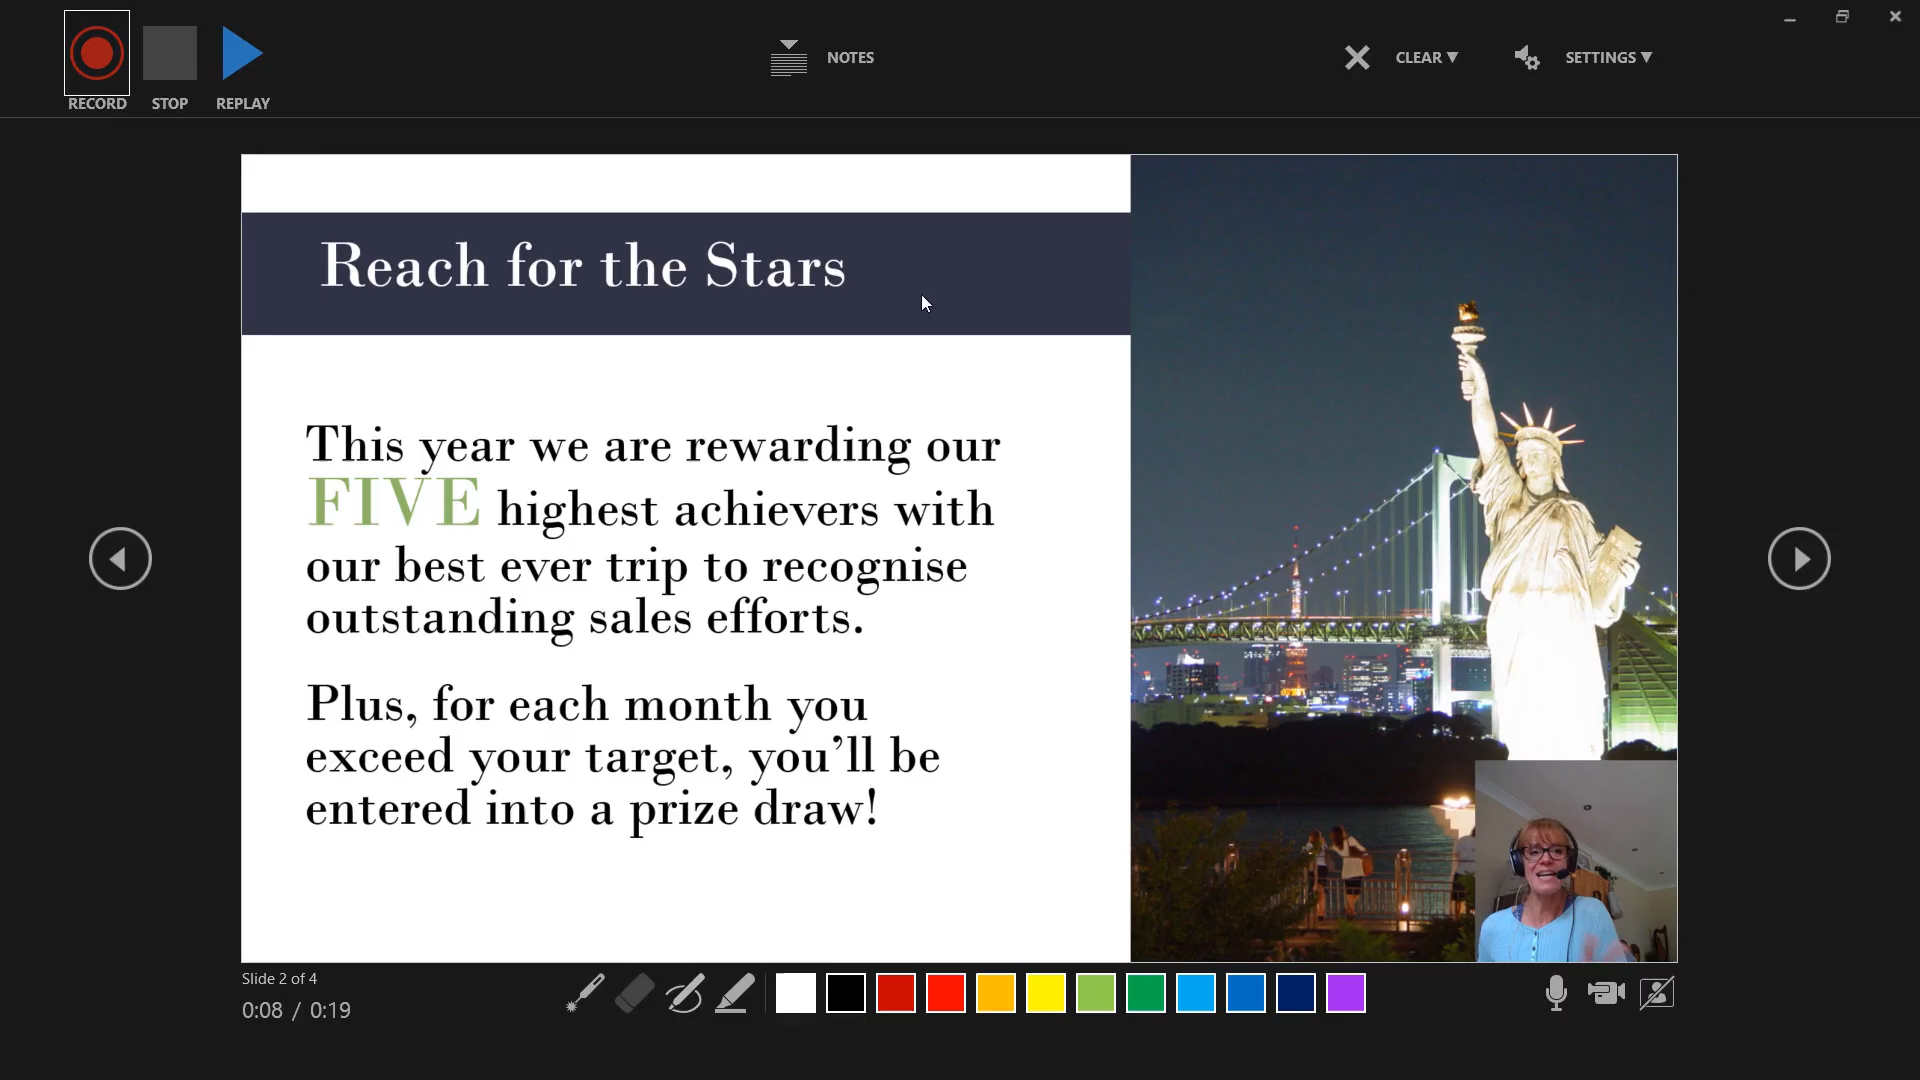 RECORD
STOP
REPLAY
NOTES
CLEAR
SETTINGS
Reach for the Stars
This year we are rewarding our
FIVE highest achievers with
our best ever trip to recognise
outstanding sales efforts.
Plus, for each month you
exceed your target, you’ll be
entered into a prize draw!
Slide 2 of 4
0:08 / 0:19